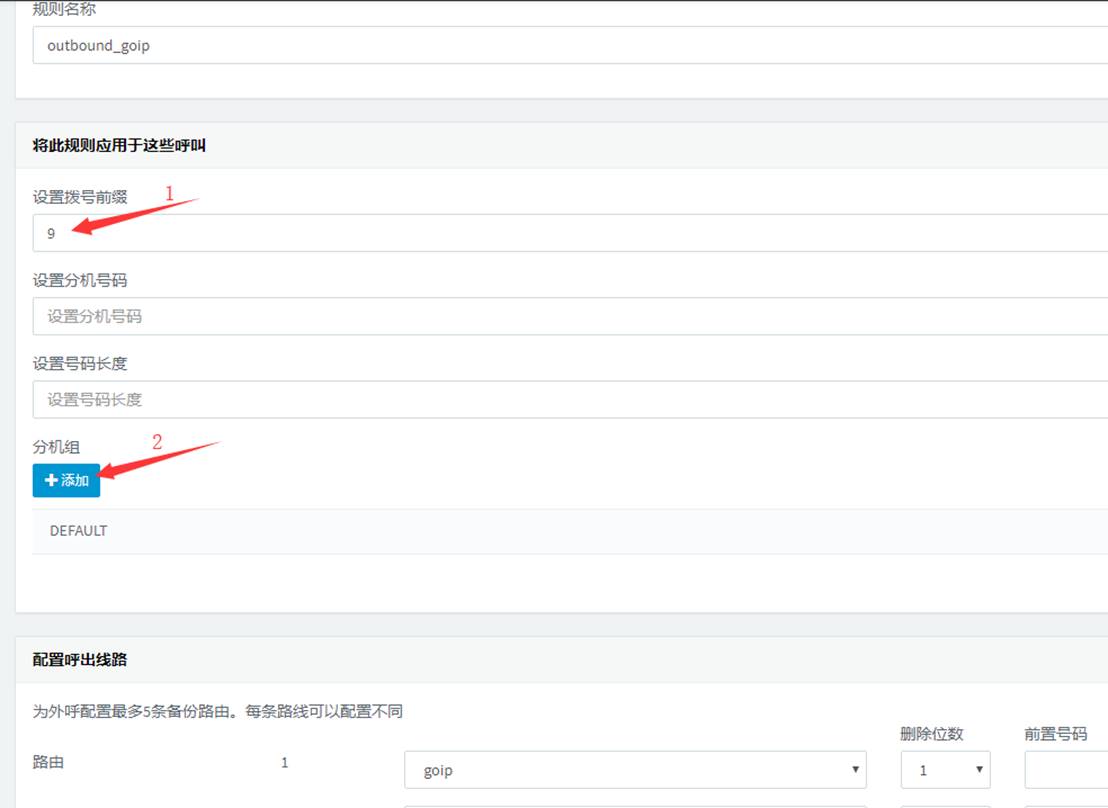 规则名称
outbound_goip
将此规则应用于这些呼叫
设置拨号前缀
1
9
设置分机号码
设置分机号码
设置号码长度
设置号码长度
分机组
2
添加
DEFAULT
配置呼出线路
为外呼配置最多5条备份路由。每条路线可以配置不同
删除位数 前置号码
路由 1 goip 1